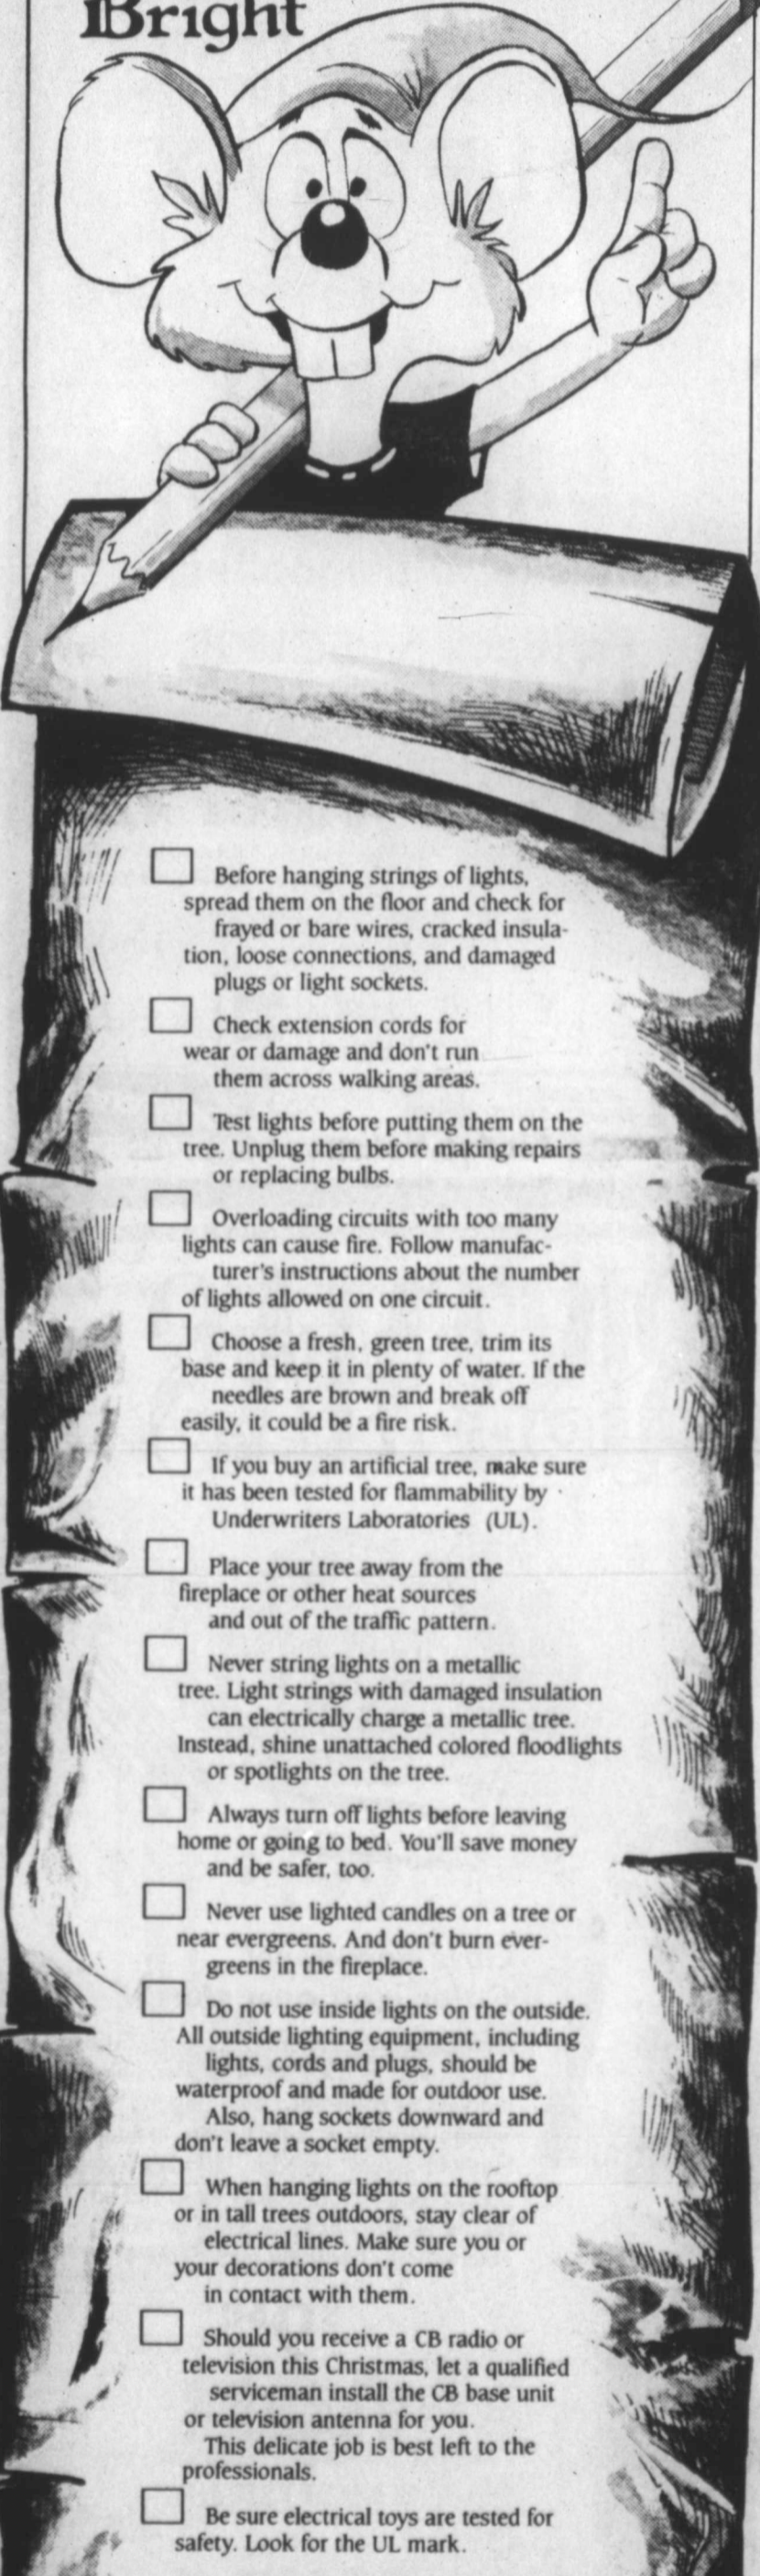 Bright
☐ Before hanging strings of lights,
spread them on the floor and check for
frayed or bare wires, cracked insula-
tion, loose connections, and damaged
plugs or light sockets.
☐ Check extension cords for
wear or damage and don't run
them across walking areas.
☐ Test lights before putting them on the
tree. Unplug them before making repairs
or replacing bulbs.
☐ Overloading circuits with too many
lights can cause fire. Follow manufac-
turer's instructions about the number
of lights allowed on one circuit.
☐ Choose a fresh, green tree, trim its
base and keep it in plenty of water. If the
needles are brown and break off
easily, it could be a fire risk.
☐ If you buy an artificial tree, make sure
it has been tested for flammability by
Underwriters Laboratories (UL).
☐ Place your tree away from the
fireplace or other heat sources
and out of the traffic pattern.
☐ Never string lights on a metallic
tree. Light strings with damaged insulation
can electrically charge a metallic tree.
Instead, shine unattached colored floodlights
or spotlights on the tree.
☐ Always turn off lights before leaving
home or going to bed. You'll save money
and be safer, too.
☐ Never use lighted candles on a tree or
near evergreens. And don't burn ever-
greens in the fireplace.
☐ Do not use inside lights on the outside.
All outside lighting equipment, including
lights, cords and plugs, should be
waterproof and made for outdoor use.
Also, hang sockets downward and
don't leave a socket empty.
☐ When hanging lights on the rooftop
or in tall trees outdoors, stay clear of
electrical lines. Make sure you or
your decorations don't come
in contact with them.
☐ Should you receive a CB radio or
television this Christmas, let a qualified
serviceman install the CB base unit
or television antenna for you.
This delicate job is best left to the
professionals.
☐ Be sure electrical toys are tested for
safety. Look for the UL mark.